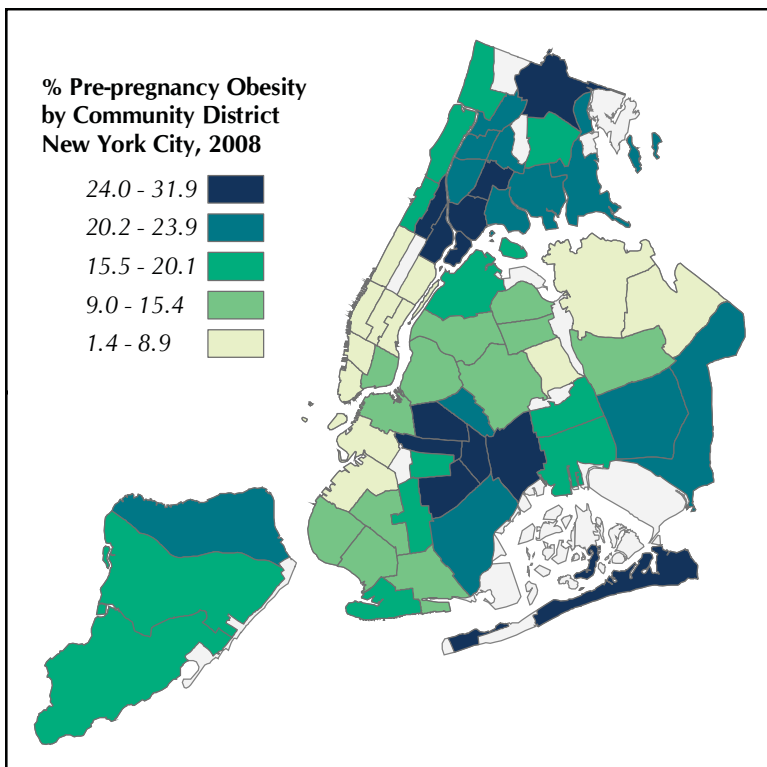 % Pre-pregnancy Obesity
by Community District
New York City, 2008
24.0 - 31.9
20.2 - 23.9
15.5 - 20.1
9.0 - 15.4
1.4 - 8.9